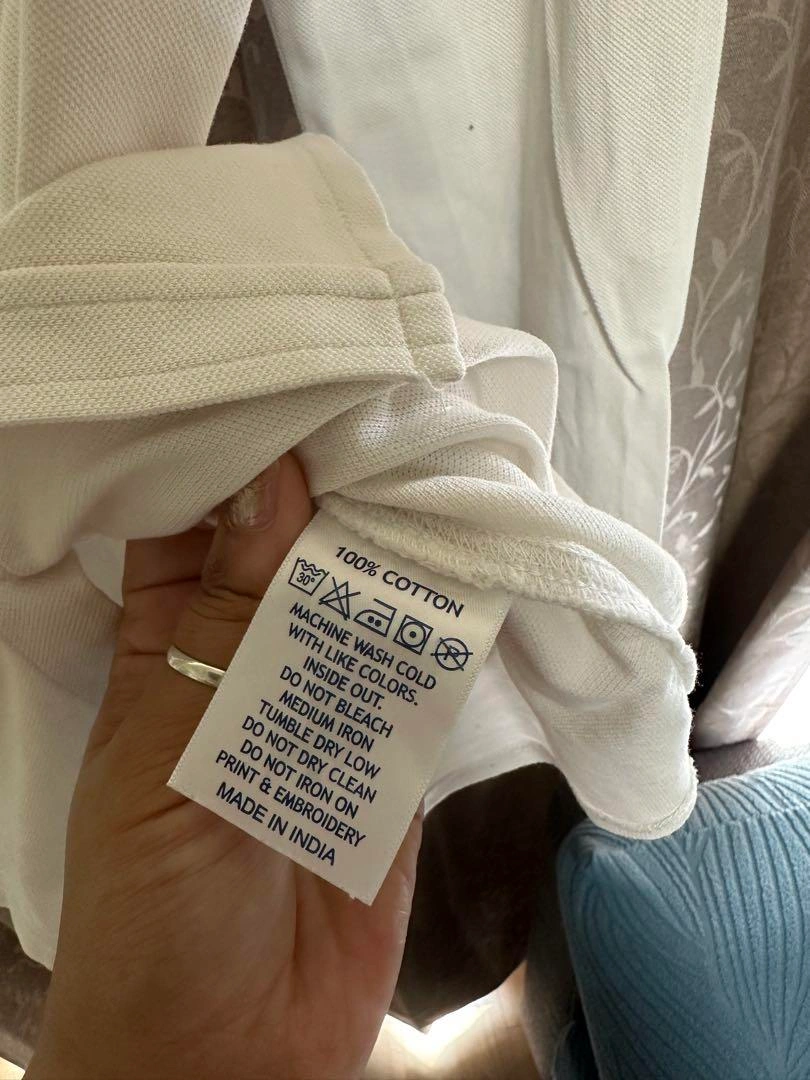 100% COTTON
30°
P
MACHINE WASH COLD
WITH LIKE COLORS.
INSIDE OUT.
DO NOT BLEACH
MEDIUM IRON
TUMBLE DRY LOW
DO NOT DRY CLEAN
DO NOT IRON ON
PRINT & EMBROIDERY
MADE IN INDIA